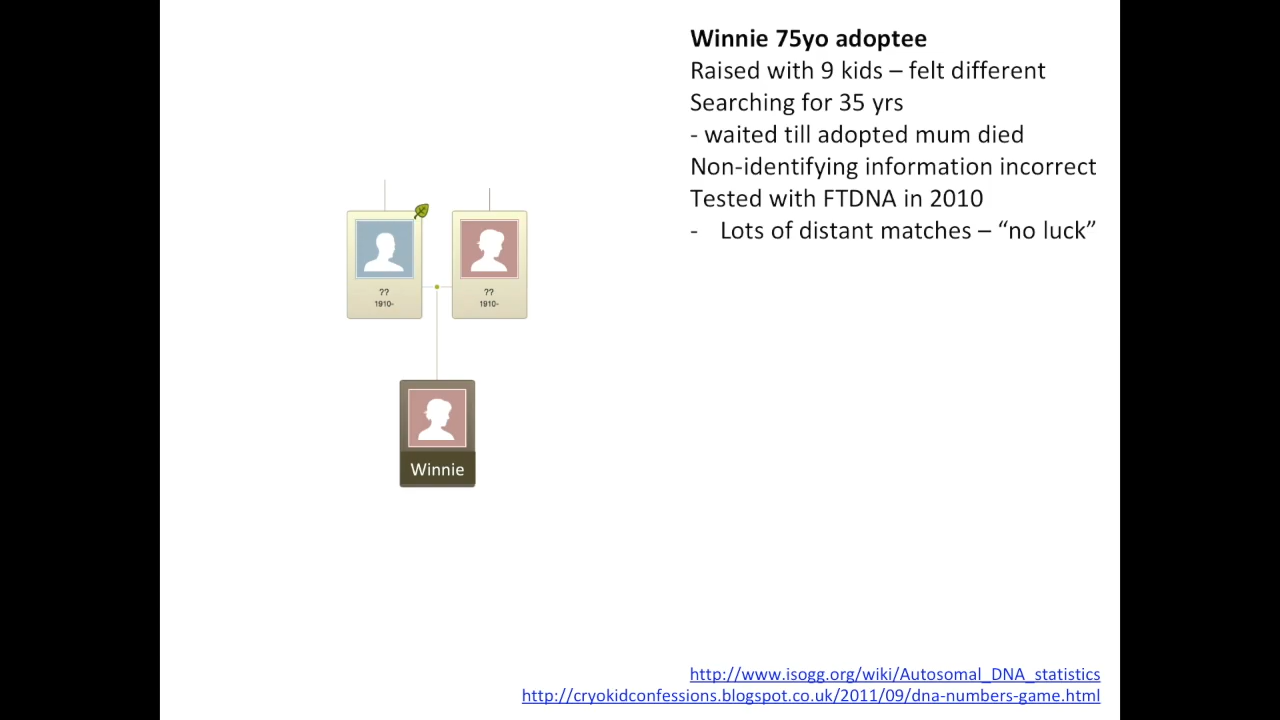 Winnie 75yo adoptee
Raised with 9 kids – felt different
Searching for 35 yrs
- waited till adopted mum died
Non-identifying information incorrect
Tested with FTDNA in 2010
- Lots of distant matches – “no luck”
?? ??
1910- 1910-
Winnie
http://www.isogg.org/wiki/Autosomal_DNA_statistics
http://cryokidconfessions.blogspot.co.uk/2011/09/dna-numbers-game.html